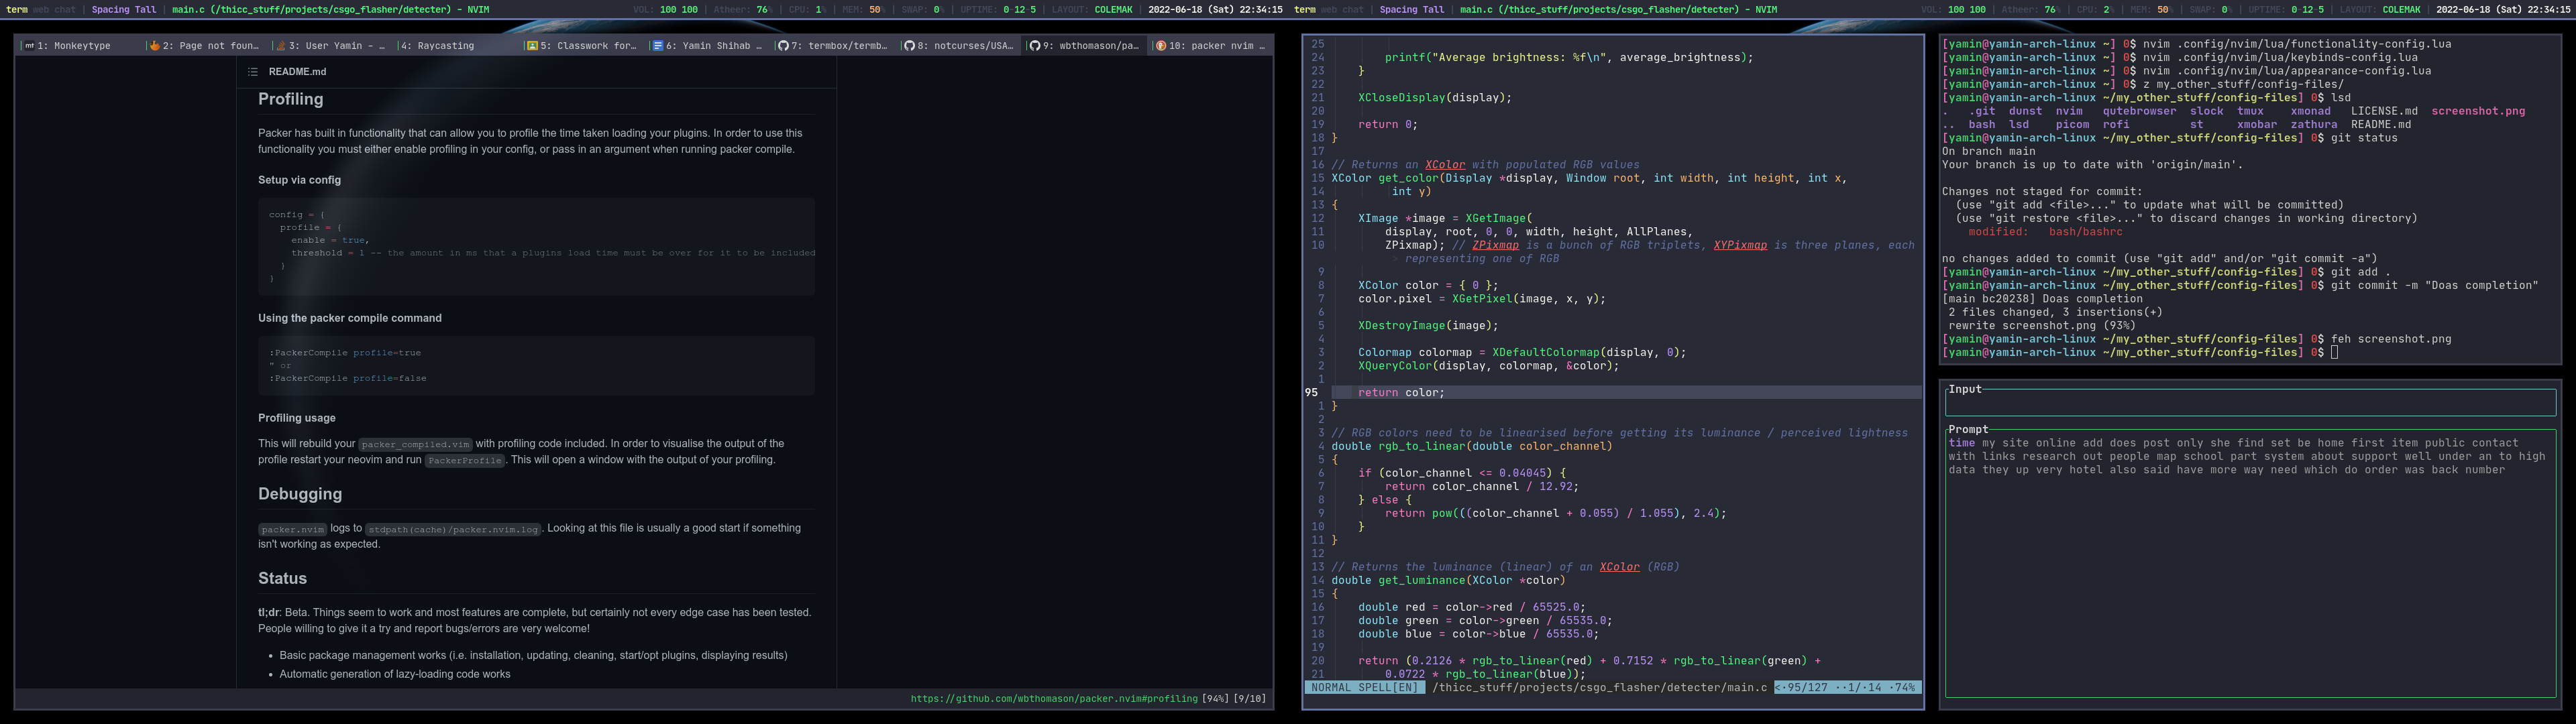 term web chat | Spacing Tall | main.c (/thicc_stuff/projects/csgo_flasher/detecter) - NVIM
VOL: 100 100 | Atheer: 76% | CPU: 1% | MEM: 50% | SWAP: 0% | UPTIME: 0·12·5 | LAYOUT: COLEMAK | 2022-06-18 (Sat) 22:34:15
term web chat | Spacing Tall | main.c (/thicc_stuff/projects/csgo_flasher/detecter) - NVIM
VOL: 100 100 | Atheer: 76% | CPU: 2% | MEM: 50% | SWAP: 0% | UPTIME: 0·12·5 | LAYOUT: COLEMAK | 2022-06-18 (Sat) 22:34:15
1: Monkeytype
2: Page not foun…
3: User Yamin - …
4: Raycasting
5: Classwork for…
6: Yamin Shihab …
7: termbox/termb…
8: notcurses/USA…
9: wbthomason/pa…
10: packer nvim …
README.md
Profiling
Packer has built in functionality that can allow you to profile the time taken loading your plugins. In order to use this
functionality you must either enable profiling in your config, or pass in an argument when running packer compile.
Setup via config
config = {
profile = {
enable = true,
threshold = 1 -- the amount in ms that a plugins load time must be over for it to be included
}
}
Using the packer compile command
:PackerCompile profile=true
" or
:PackerCompile profile=false
Profiling usage
This will rebuild your packer_compiled.vim with profiling code included. In order to visualise the output of the
profile restart your neovim and run PackerProfile. This will open a window with the output of your profiling.
Debugging
packer.nvim logs to stdpath(cache)/packer.nvim.log. Looking at this file is usually a good start if something
isn't working as expected.
Status
tl;dr: Beta. Things seem to work and most features are complete, but certainly not every edge case has been tested.
People willing to give it a try and report bugs/errors are very welcome!
• Basic package management works (i.e. installation, updating, cleaning, start/opt plugins, displaying results)
• Automatic generation of lazy-loading code works
https://github.com/wbthomason/packer.nvim#profiling [94%] [9/10]
25
24 printf("Average brightness: %f\n", average_brightness);
23 }
22
21 XCloseDisplay(display);
20
19 return 0;
18 }
17
16 // Returns an XColor with populated RGB values
15 XColor get_color(Display *display, Window root, int width, int height, int x,
14 int y)
13 {
12 XImage *image = XGetImage(
11 display, root, 0, 0, width, height, AllPlanes,
10 ZPixmap); // ZPixmap is a bunch of RGB triplets, XYPixmap is three planes, each
> representing one of RGB
9
8 XColor color = { 0 };
7 color.pixel = XGetPixel(image, x, y);
6
5 XDestroyImage(image);
4
3 Colormap colormap = XDefaultColormap(display, 0);
2 XQueryColor(display, colormap, &color);
1
95 return color;
1 }
2
3 // RGB colors need to be linearised before getting its luminance / perceived lightness
4 double rgb_to_linear(double color_channel)
5 {
6 if (color_channel <= 0.04045) {
7 return color_channel / 12.92;
8 } else {
9 return pow(((color_channel + 0.055) / 1.055), 2.4);
10 }
11 }
12
13 // Returns the luminance (linear) of an XColor (RGB)
14 double get_luminance(XColor *color)
15 {
16 double red = color->red / 65525.0;
17 double green = color->green / 65535.0;
18 double blue = color->blue / 65535.0;
19
20 return (0.2126 * rgb_to_linear(red) + 0.7152 * rgb_to_linear(green) +
21 0.0722 * rgb_to_linear(blue));
NORMAL SPELL[EN] /thicc_stuff/projects/csgo_flasher/detecter/main.c <·95/127 ··1/·14 ·74%
[yamin@yamin-arch-linux ~] 0$ nvim .config/nvim/lua/functionality-config.lua
[yamin@yamin-arch-linux ~] 0$ nvim .config/nvim/lua/keybinds-config.lua
[yamin@yamin-arch-linux ~] 0$ nvim .config/nvim/lua/appearance-config.lua
[yamin@yamin-arch-linux ~] 0$ z my_other_stuff/config-files/
[yamin@yamin-arch-linux ~/my_other_stuff/config-files] 0$ lsd
. .git dunst nvim qutebrowser slock tmux xmonad LICENSE.md screenshot.png
.. bash lsd picom rofi st xmobar zathura README.md
[yamin@yamin-arch-linux ~/my_other_stuff/config-files] 0$ git status
On branch main
Your branch is up to date with 'origin/main'.
Changes not staged for commit:
(use "git add <file>..." to update what will be committed)
(use "git restore <file>..." to discard changes in working directory)
modified: bash/bashrc
no changes added to commit (use "git add" and/or "git commit -a")
[yamin@yamin-arch-linux ~/my_other_stuff/config-files] 0$ git add .
[yamin@yamin-arch-linux ~/my_other_stuff/config-files] 0$ git commit -m "Doas completion"
[main bc20238] Doas completion
2 files changed, 3 insertions(+)
rewrite screenshot.png (93%)
[yamin@yamin-arch-linux ~/my_other_stuff/config-files] 0$ feh screenshot.png
[yamin@yamin-arch-linux ~/my_other_stuff/config-files] 0$
Input
Prompt
time my site online add does post only she find set be home first item public contact
with links research out people map school part system about support well under an to high
data they up very hotel also said have more way need which do order was back number